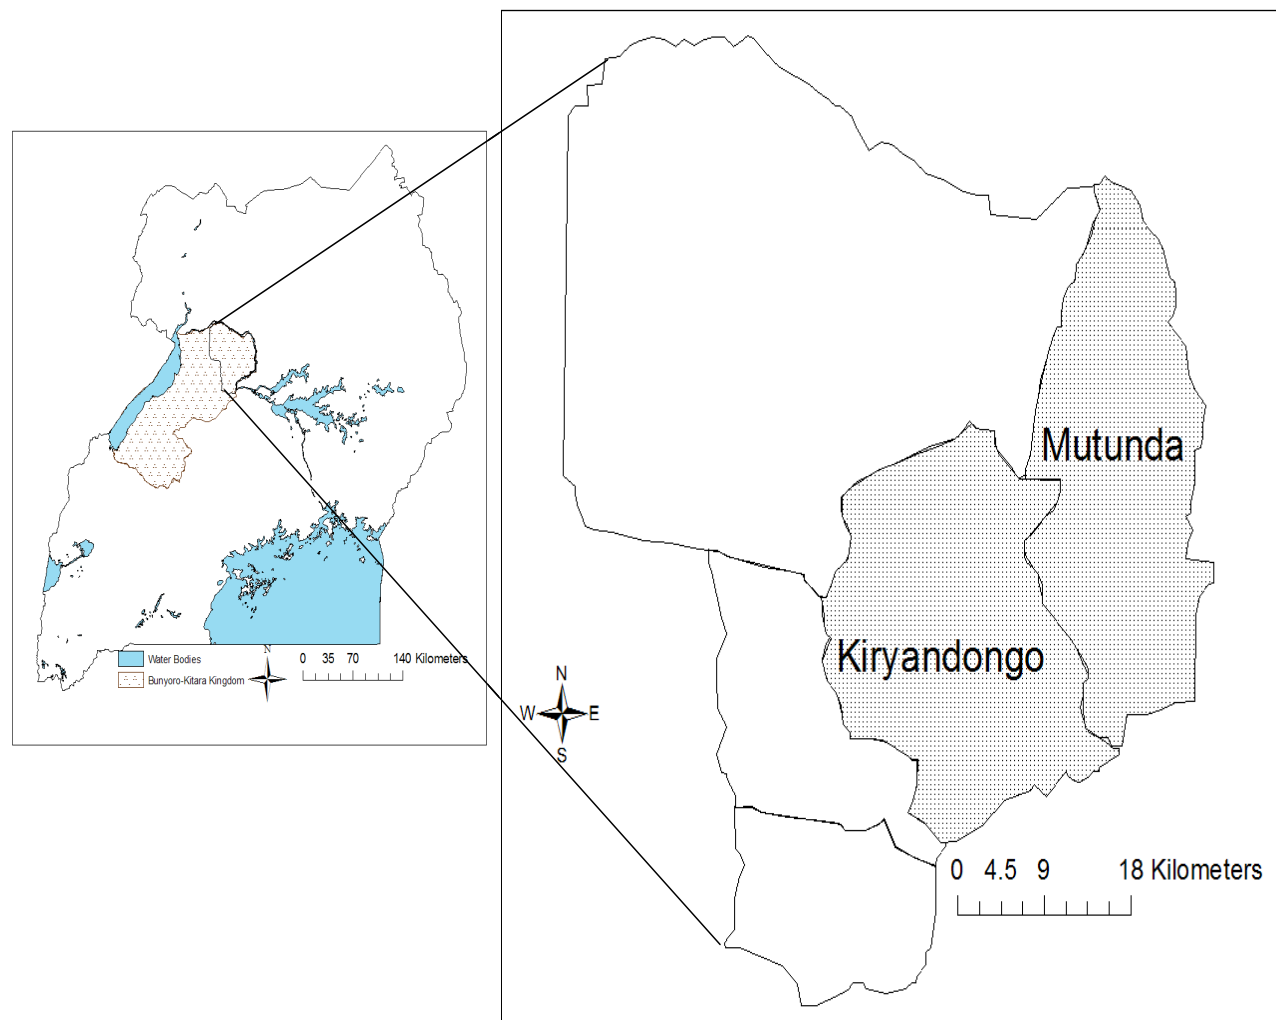 Mutunda
Kiryandongo
N
W E
S
0 4.5 9 18 Kilometers
Water Bodies
Bunyoro-Kitara Kingdom
N
0 35 70 140 Kilometers